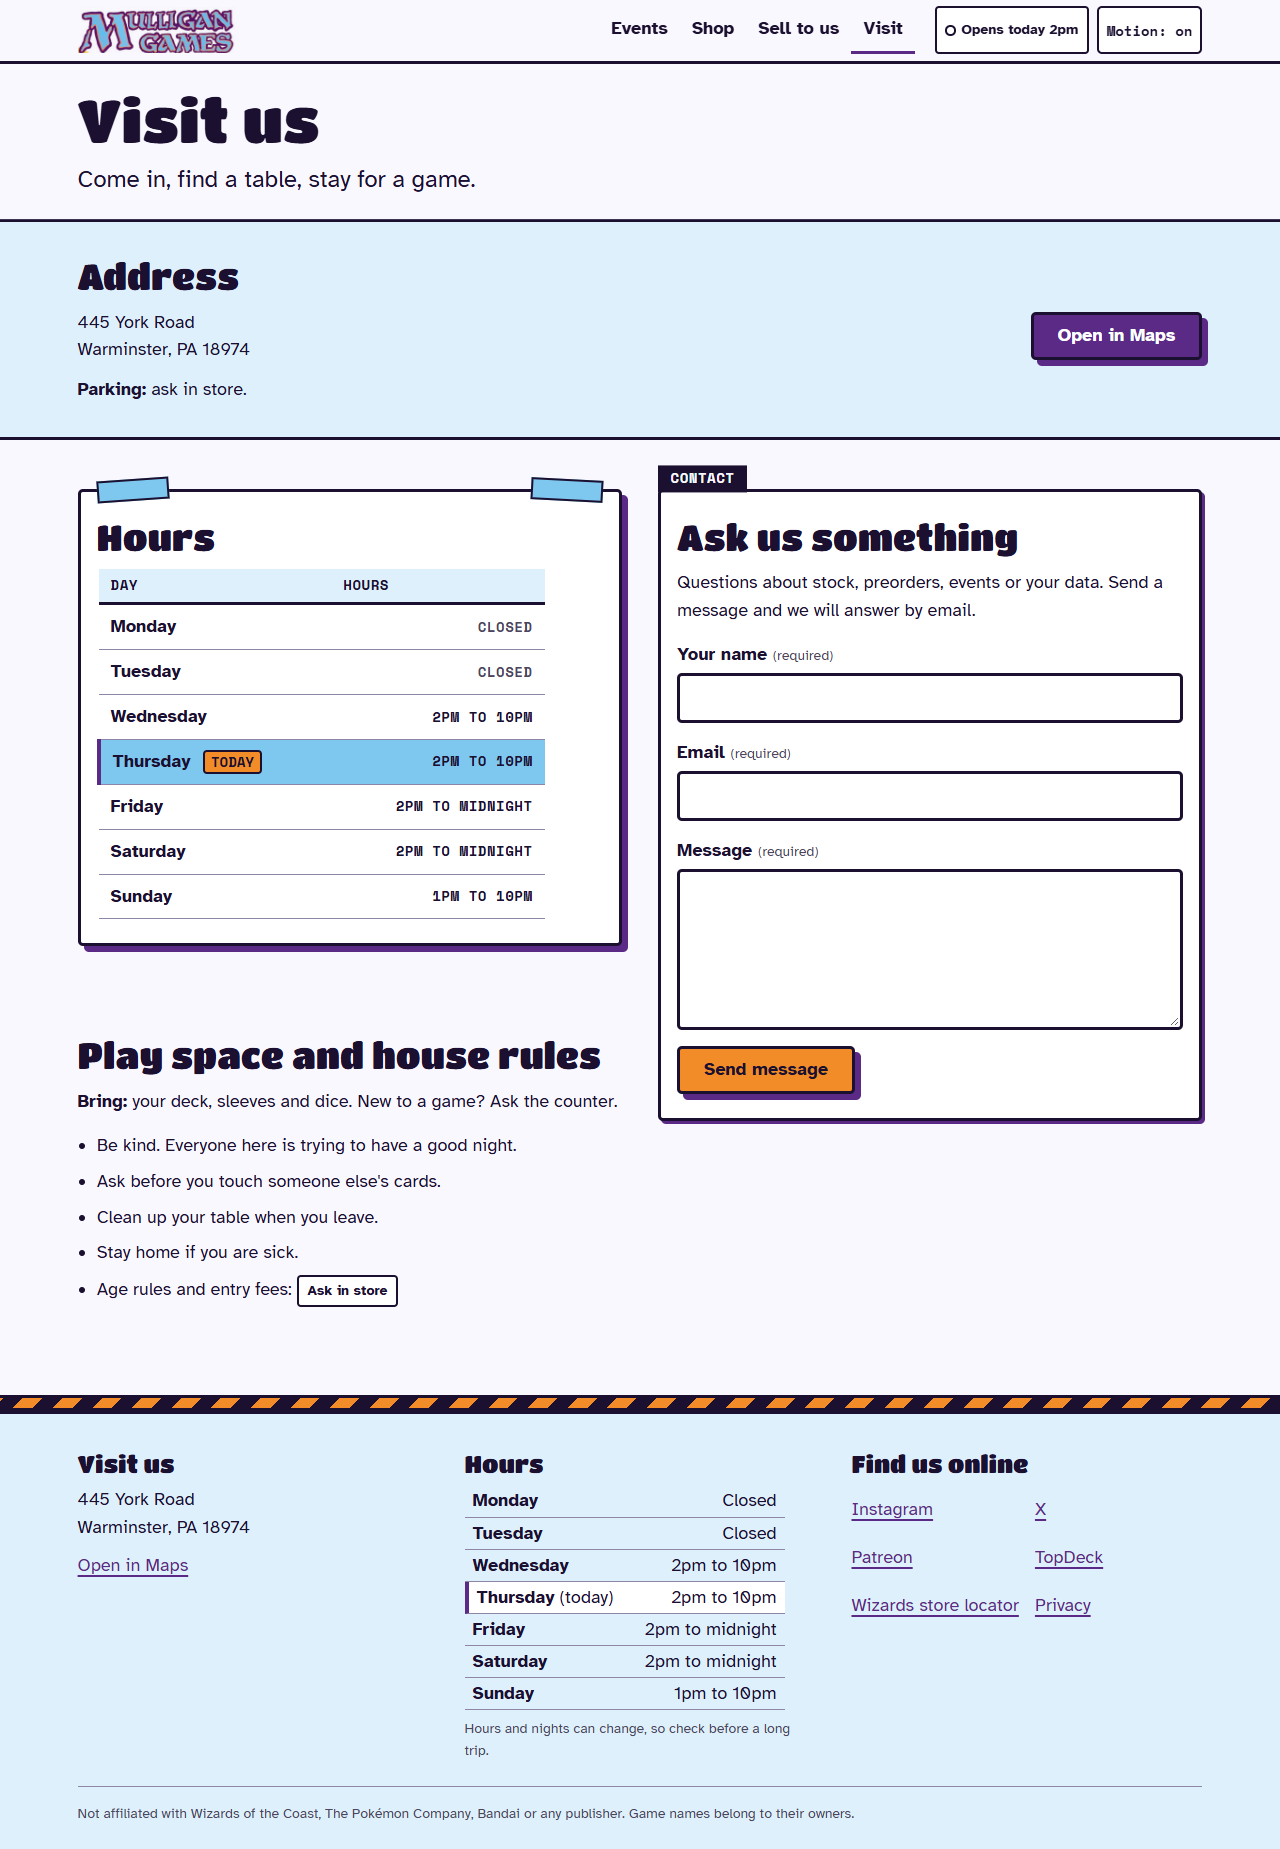 MULLIGAN GAMES
Events Shop Sell to us Visit Opens today 2pm Motion: on
Visit us
Come in, find a table, stay for a game.
Address
445 York Road
Warminster, PA 18974
Parking: ask in store.
Open in Maps
Hours
DAY HOURS
Monday CLOSED
Tuesday CLOSED
Wednesday 2PM TO 10PM
Thursday TODAY 2PM TO 10PM
Friday 2PM TO MIDNIGHT
Saturday 2PM TO MIDNIGHT
Sunday 1PM TO 10PM
CONTACT
Ask us something
Questions about stock, preorders, events or your data. Send a
message and we will answer by email.
Your name (required)
Email (required)
Message (required)
Send message
Play space and house rules
Bring: your deck, sleeves and dice. New to a game? Ask the counter.
• Be kind. Everyone here is trying to have a good night.
• Ask before you touch someone else's cards.
• Clean up your table when you leave.
• Stay home if you are sick.
• Age rules and entry fees: Ask in store
Visit us
445 York Road
Warminster, PA 18974
Open in Maps
Hours
Monday Closed
Tuesday Closed
Wednesday 2pm to 10pm
Thursday (today) 2pm to 10pm
Friday 2pm to midnight
Saturday 2pm to midnight
Sunday 1pm to 10pm
Hours and nights can change, so check before a long
trip.
Find us online
Instagram X
Patreon TopDeck
Wizards store locator Privacy
Not affiliated with Wizards of the Coast, The Pokémon Company, Bandai or any publisher. Game names belong to their owners.